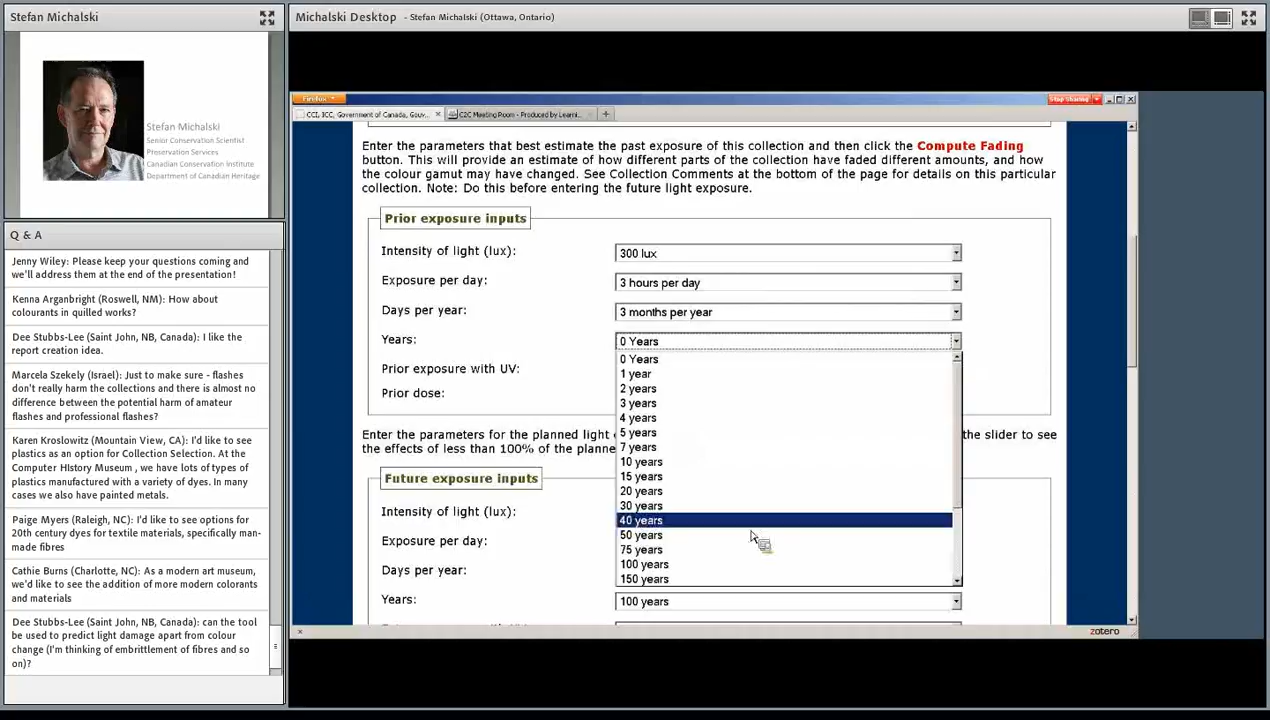 Stefan Michalski
Stefan Michalski
Senior Conservation Scientist
Preservation Services
Canadian Conservation Institute
Department of Canadian Heritage
Q & A
Jenny Wiley: Please keep your questions coming and
we'll address them at the end of the presentation!
Kenna Arganbright (Roswell, NM): How about
colourants in quilled works?
Dee Stubbs-Lee (Saint John, NB, Canada): I like the
report creation idea.
Marcela Szekely (Israel): Just to make sure - flashes
don't really harm the collections and there is almost no
difference between the potential harm of amateur
flashes and professional flashes?
Karen Kroslowitz (Mountain View, CA): I'd like to see
plastics as an option for Collection Selection. At the
Computer HIstory Museum , we have lots of types of
plastics manufactured with a variety of dyes. In many
cases we also have painted metals.
Paige Myers (Raleigh, NC): I'd like to see options for
20th century dyes for textile materials, specifically man-
made fibres
Cathie Burns (Charlotte, NC): As a modern art museum,
we'd like to see the addition of more modern colorants
and materials
Dee Stubbs-Lee (Saint John, NB, Canada): can the tool
be used to predict light damage apart from colour
change (I'm thinking of embrittlement of fibres and so
on)?
Michalski Desktop - Stefan Michalski (Ottawa, Ontario)
Firefox
Stop sharing
CCI, ICC, Government of Canada, Gouv...
C2C Meeting Room - Produced by Learni...
Enter the parameters that best estimate the past exposure of this collection and then click the Compute Fading
button. This will provide an estimate of how different parts of the collection have faded different amounts, and how
the colour gamut may have changed. See Collection Comments at the bottom of the page for details on this particular
collection. Note: Do this before entering the future light exposure.
Prior exposure inputs
Intensity of light (lux): 300 lux
Exposure per day: 3 hours per day
Days per year: 3 months per year
Years: 0 Years
0 Years
1 year
2 years
3 years
4 years
5 years
7 years
10 years
15 years
20 years
30 years
40 years
50 years
75 years
100 years
150 years
Prior exposure with UV:
Prior dose:
Enter the parameters for the planned light the slider to see
the effects of less than 100% of the planne
Future exposure inputs
Intensity of light (lux):
Exposure per day:
Days per year:
Years: 100 years
zotero